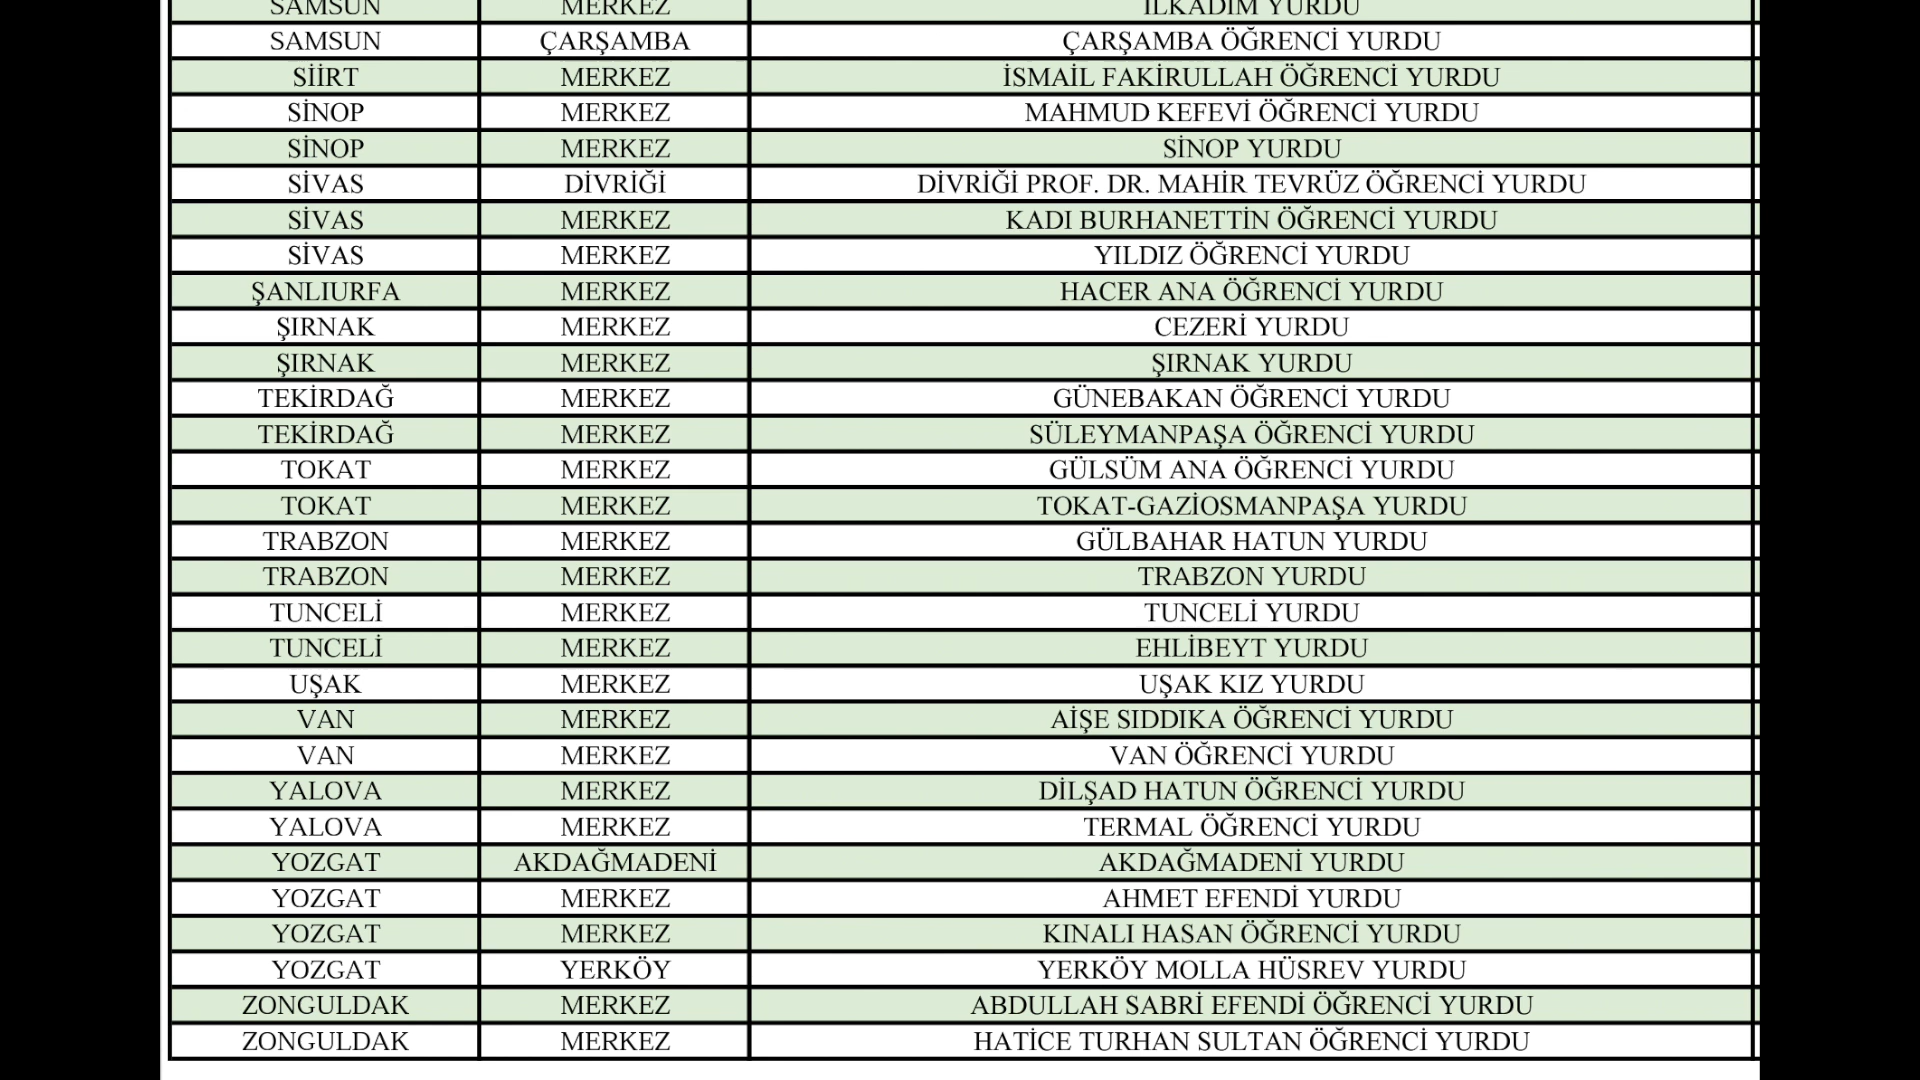 SAMSUN MERKEZ İLKADIM YURDU
SAMSUN ÇARŞAMBA ÇARŞAMBA ÖĞRENCİ YURDU
SİİRT MERKEZ İSMAİL FAKİRULLAH ÖĞRENCİ YURDU
SİNOP MERKEZ MAHMUD KEFEVİ ÖĞRENCİ YURDU
SİNOP MERKEZ SİNOP YURDU
SİVAS DİVRİĞİ DİVRİĞİ PROF. DR. MAHİR TEVRÜZ ÖĞRENCİ YURDU
SİVAS MERKEZ KADI BURHANETTİN ÖĞRENCİ YURDU
SİVAS MERKEZ YILDIZ ÖĞRENCİ YURDU
ŞANLIURFA MERKEZ HACER ANA ÖĞRENCİ YURDU
ŞIRNAK MERKEZ CEZERİ YURDU
ŞIRNAK MERKEZ ŞIRNAK YURDU
TEKİRDAĞ MERKEZ GÜNEBAKAN ÖĞRENCİ YURDU
TEKİRDAĞ MERKEZ SÜLEYMANPAŞA ÖĞRENCİ YURDU
TOKAT MERKEZ GÜLSÜM ANA ÖĞRENCİ YURDU
TOKAT MERKEZ TOKAT-GAZİOSMANPAŞA YURDU
TRABZON MERKEZ GÜLBAHAR HATUN YURDU
TRABZON MERKEZ TRABZON YURDU
TUNCELİ MERKEZ TUNCELİ YURDU
TUNCELİ MERKEZ EHLİBEYT YURDU
UŞAK MERKEZ UŞAK KIZ YURDU
VAN MERKEZ AİŞE SIDDIKA ÖĞRENCİ YURDU
VAN MERKEZ VAN ÖĞRENCİ YURDU
YALOVA MERKEZ DİLŞAD HATUN ÖĞRENCİ YURDU
YALOVA MERKEZ TERMAL ÖĞRENCİ YURDU
YOZGAT AKDAĞMADENİ AKDAĞMADENİ YURDU
YOZGAT MERKEZ AHMET EFENDİ YURDU
YOZGAT MERKEZ KINALI HASAN ÖĞRENCİ YURDU
YOZGAT YERKÖY YERKÖY MOLLA HÜSREV YURDU
ZONGULDAK MERKEZ ABDULLAH SABRİ EFENDİ ÖĞRENCİ YURDU
ZONGULDAK MERKEZ HATİCE TURHAN SULTAN ÖĞRENCİ YURDU